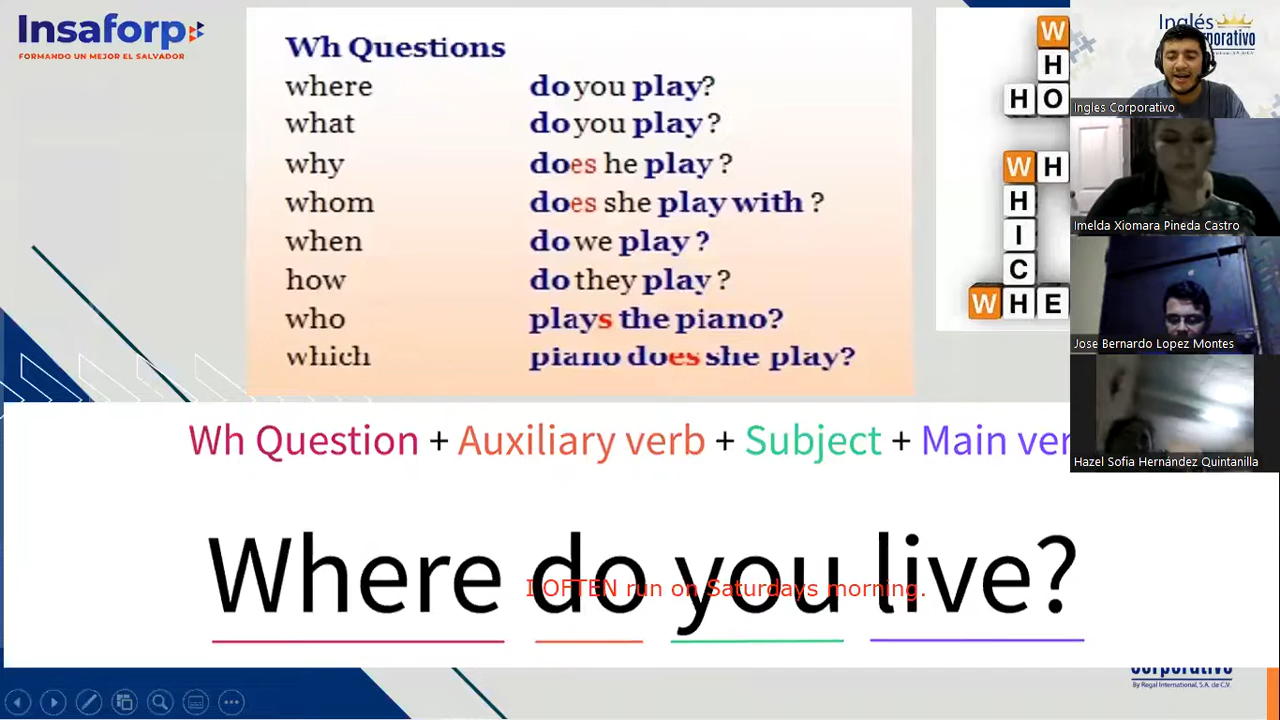 Insaforp
FORMANDO UN MEJOR EL SALVADOR
Wh Questions
where do you play?
what do you play ?
why does he play ?
whom does she play with ?
when do we play ?
how do they play ?
who plays the piano?
which piano does she play?
W
H
H O
W H
H
I
C
W H E
Inglés
Ingles Corporativo
Imelda Xiomara Pineda Castro
Jose Bernardo Lopez Montes
Hazel Sofia Hernández Quintanilla
Wh Question + Auxiliary verb + Subject + Main
Where do you live?
I OFTEN run on Saturdays morning.
Corporativo
By Regal International, S.A. de C.V.